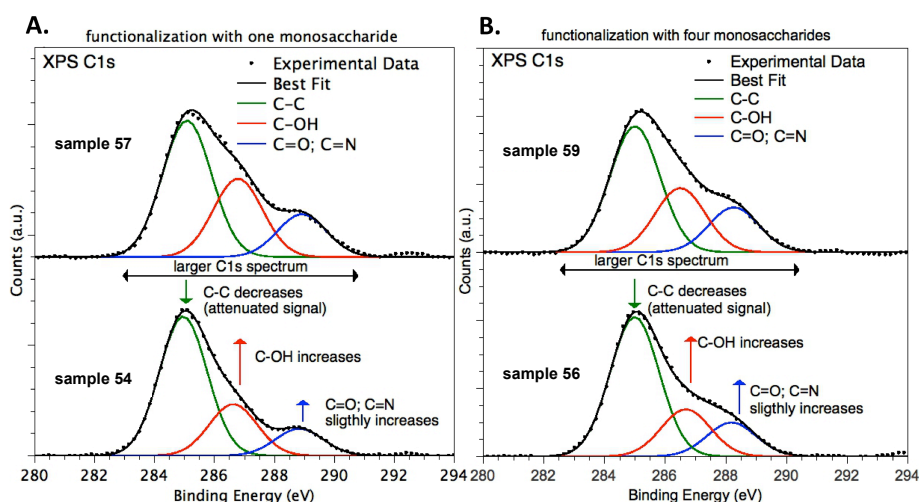 A.
functionalization with one monosaccharide
XPS C1s
Experimental Data
Best Fit
C-C
C-OH
C=O; C=N
sample 57
larger C1s spectrum
C-C decreases
(attenuated signal)
C-OH increases
sample 54
C=O; C=N
sligthly increases
Counts (a.u.)
280 282 284 286 288 290 292 294
Binding Energy (eV)
B.
functionalization with four monosaccharides
XPS C1s
Experimental Data
Best Fit
C-C
C-OH
C=O; C=N
sample 59
larger C1s spectrum
C-C decreases
(attenuated signal)
C-OH increases
sample 56
C=O; C=N
sligthly increases
Counts (a.u.)
280 282 284 286 288 290 292 294
Binding Energy (eV)